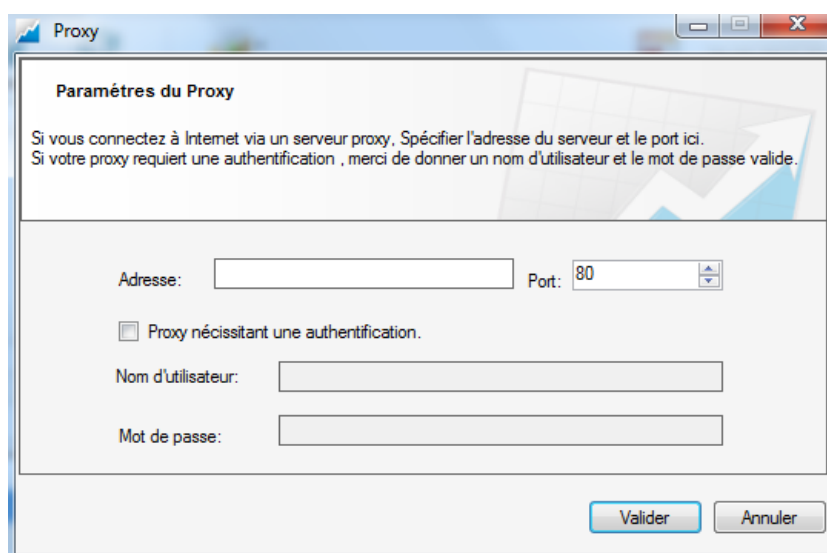 Proxy
Paramétres du Proxy
Si vous connectez à Internet via un serveur proxy, Spécifier l'adresse du serveur et le port ici.
Si votre proxy requiert une authentification , merci de donner un nom d'utilisateur et le mot de passe valide.
Adresse: Port: 80
Proxy nécissitant une authentification.
Nom d'utilisateur:
Mot de passe:
Valider Annuler